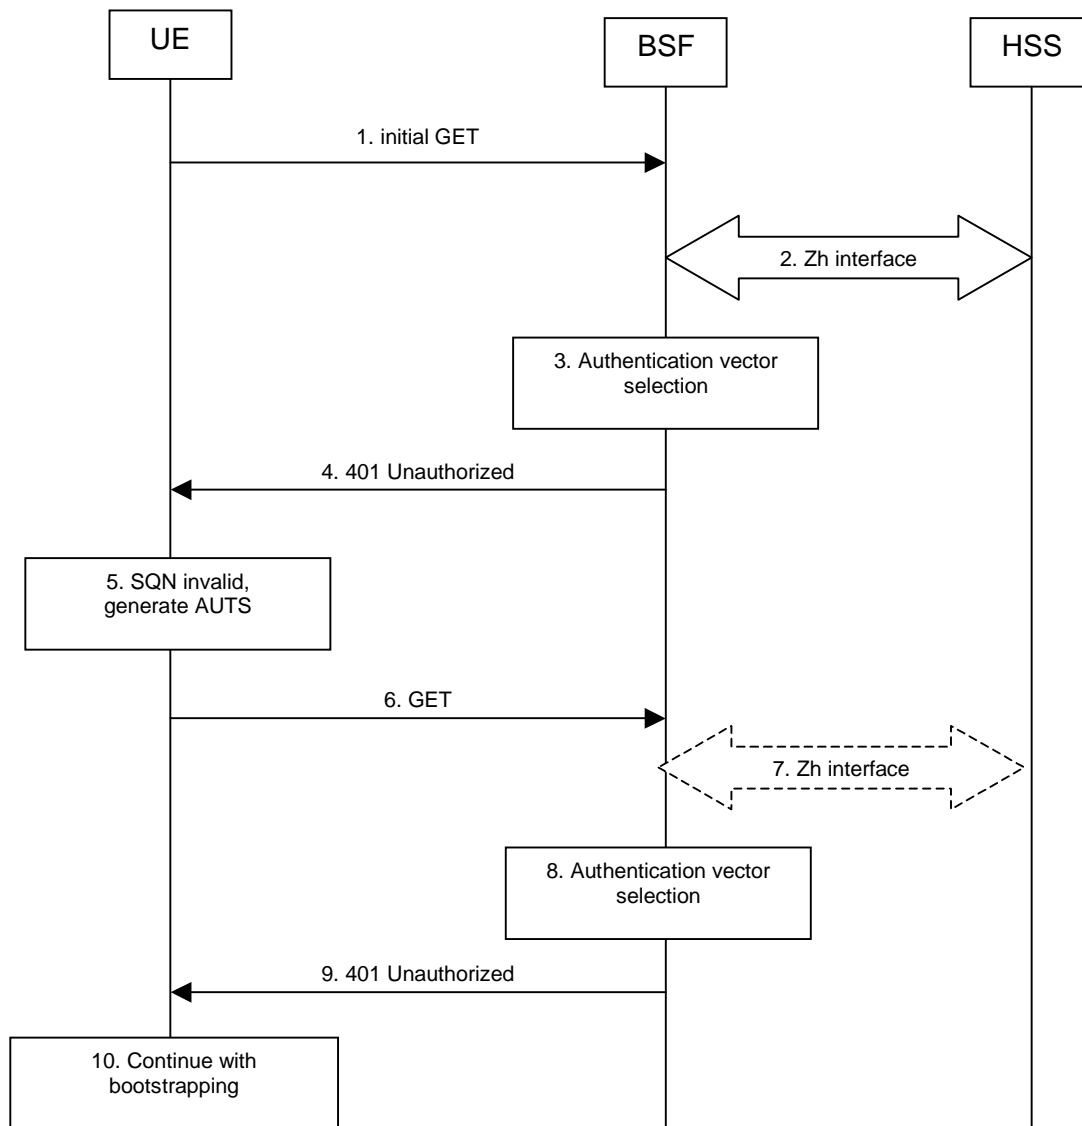 UE
BSF
HSS
1. initial GET
2. Zh interface
3. Authentication vector
selection
4. 401 Unauthorized
5. SQN invalid,
generate AUTS
6. GET
7. Zh interface
8. Authentication vector
selection
9. 401 Unauthorized
10. Continue with
bootstrapping